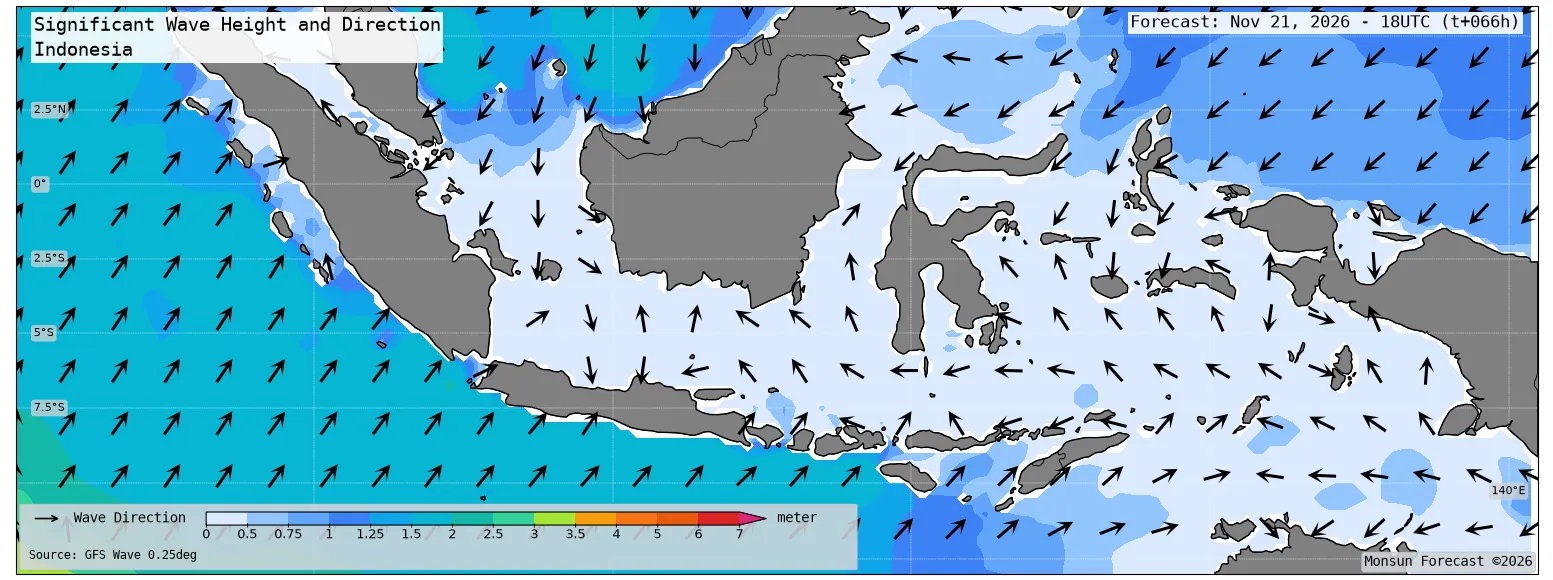 Significant Wave Height and Direction
Indonesia
Forecast: Nov 21, 2026 - 18UTC (t+066h)
2.5°N
0°
2.5°S
5°S
7.5°S
140°E
Wave Direction
0 0.5 0.75 1 1.25 1.5 2 2.5 3 3.5 4 5 6 7
meter
Source: GFS Wave 0.25deg
Monsun Forecast ©2026